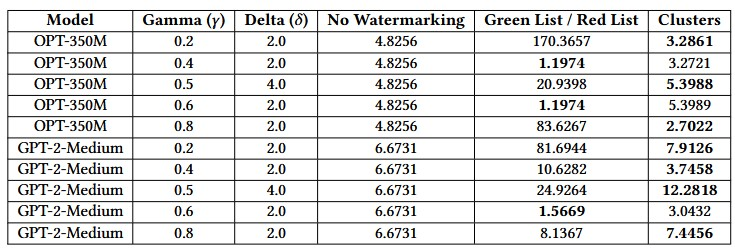 Model Gamma (γ) Delta (δ) No Watermarking Green List / Red List Clusters
OPT-350M 0.2 2.0 4.8256 170.3657 3.2861
OPT-350M 0.4 2.0 4.8256 1.1974 3.2721
OPT-350M 0.5 4.0 4.8256 20.9398 5.3988
OPT-350M 0.6 2.0 4.8256 1.1974 5.3989
OPT-350M 0.8 2.0 4.8256 83.6267 2.7022
GPT-2-Medium 0.2 2.0 6.6731 81.6944 7.9126
GPT-2-Medium 0.4 2.0 6.6731 10.6282 3.7458
GPT-2-Medium 0.5 4.0 6.6731 24.9264 12.2818
GPT-2-Medium 0.6 2.0 6.6731 1.5669 3.0432
GPT-2-Medium 0.8 2.0 6.6731 8.1367 7.4456